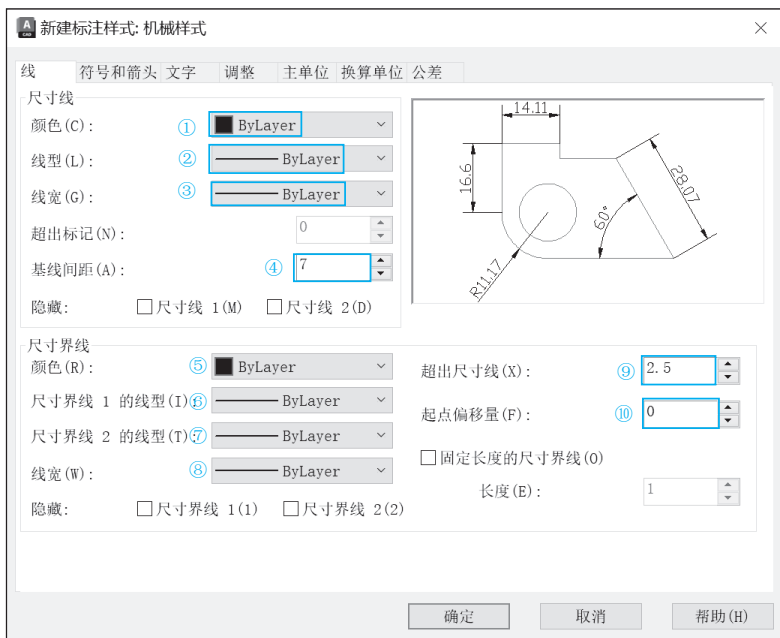 A CAD 新建标注样式: 机械样式
线 符号和箭头 文字 调整 主单位 换算单位 公差
尺寸线
颜色(C): ① ByLayer
线型(L): ② ByLayer
线宽(G): ③ ByLayer
超出标记(N): 0
基线间距(A): ④ 7
隐藏: 尺寸线 1(M) 尺寸线 2(D)
14.11
16.6
28.07
60°
R11.17
尺寸界线
颜色(R): ⑤ ByLayer
尺寸界线 1 的线型(I): ⑥ ByLayer
尺寸界线 2 的线型(T): ⑦ ByLayer
线宽(W): ⑧ ByLayer
隐藏: 尺寸界线 1(1) 尺寸界线 2(2)
超出尺寸线(X): ⑨ 2.5
起点偏移量(F): ⑩ 0
固定长度的尺寸界线(O)
长度(E): 1
确定 取消 帮助(H)